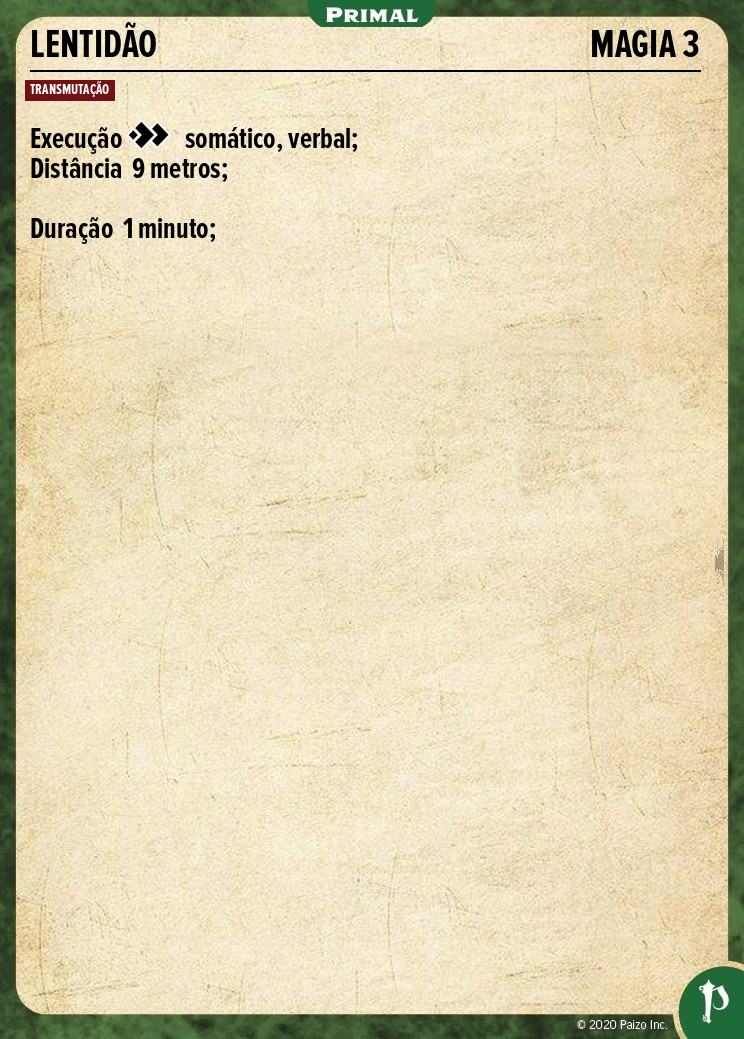 PRIMAL
LENTIDÃO MAGIA 3
TRANSMUTAÇÃO
Execução somático, verbal;
Distância 9 metros;
Duração 1 minuto;
© 2020 Paizo Inc.